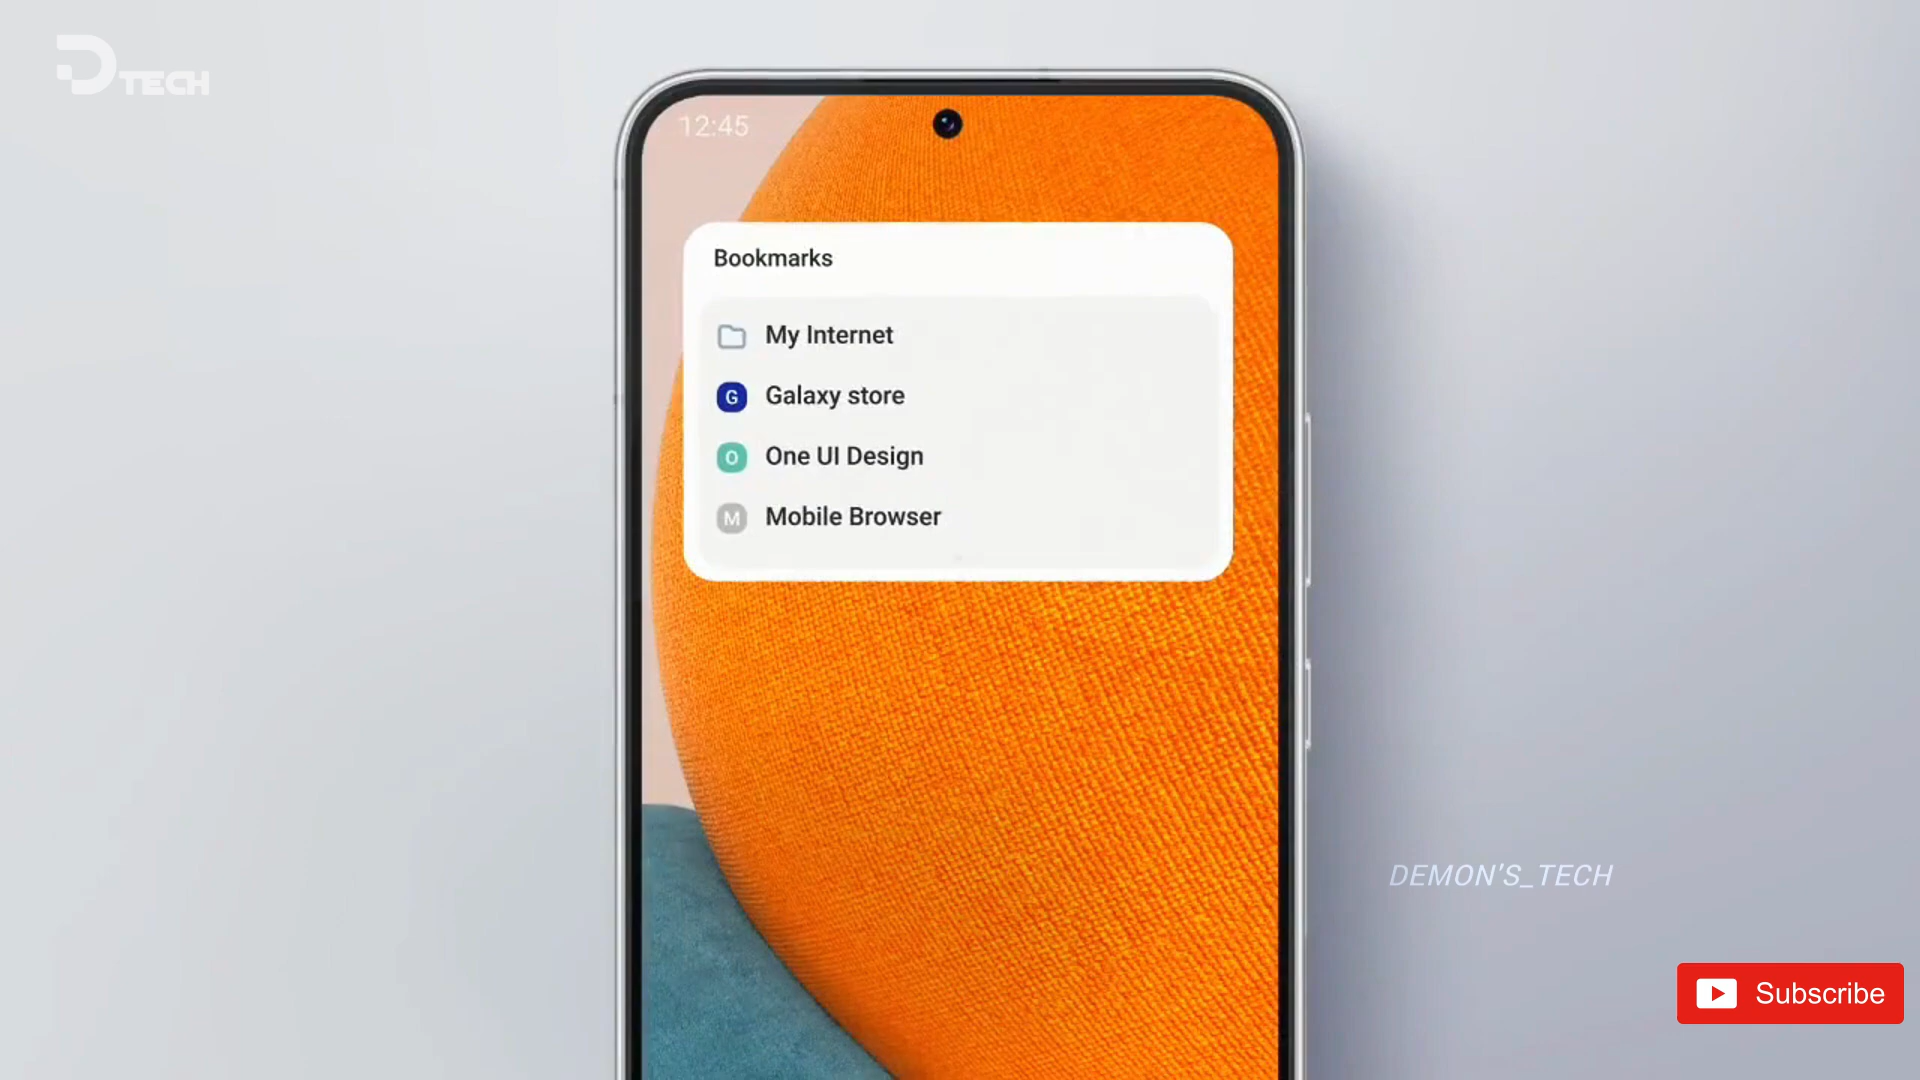 D TECH
12:45
Bookmarks
My Internet
G Galaxy store
O One UI Design
M Mobile Browser
DEMON'S_TECH
Subscribe